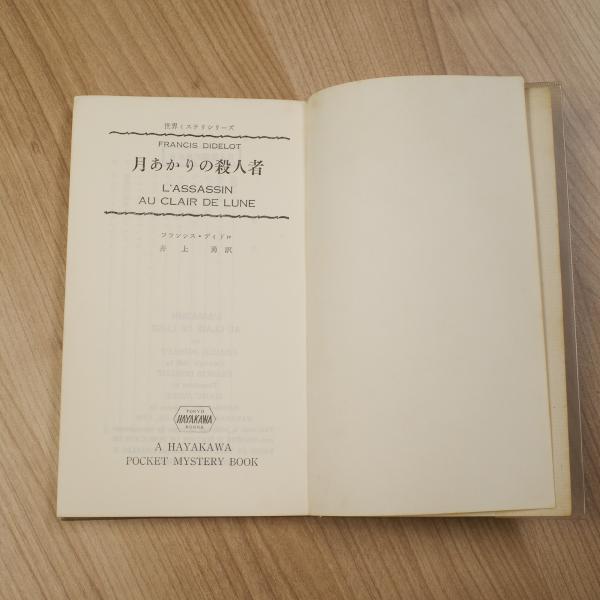 世界ミステリシリーズ
FRANCIS DIDELOT
月あかりの殺人者
L'ASSASSIN
AU CLAIR DE LUNE
フランシス・ディドロ
井上 勇 訳
TOKYO
HAYAKAWA
BOOKS
A HAYAKAWA
POCKET MYSTERY BOOK